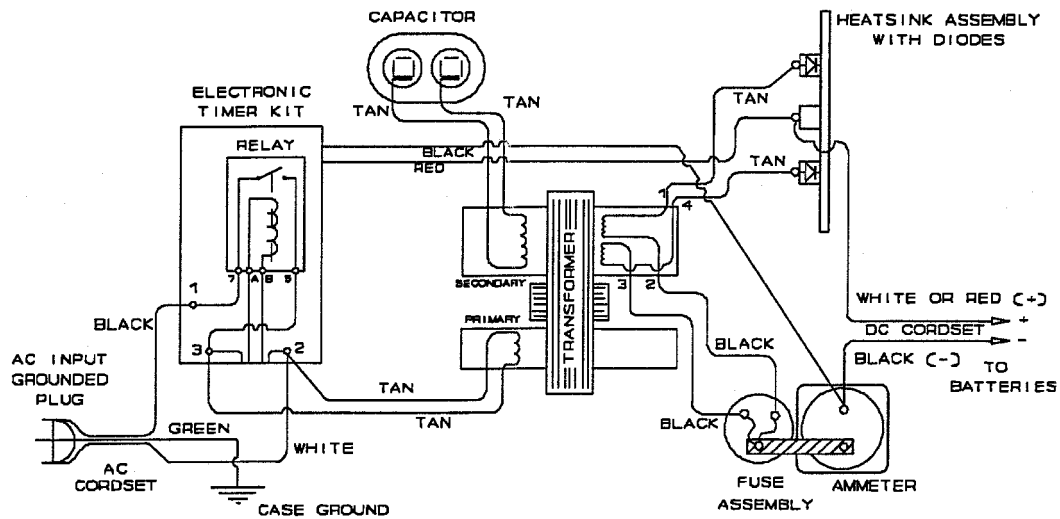 CAPACITOR
HEATSINK ASSEMBLY
WITH DIODES
ELECTRONIC
TIMER KIT
TAN
TAN
TAN
RELAY
BLACK
RED
TAN
1
4
7
A
B
5
1
SECONDARY
TRANSFORMER
3
2
PRIMARY
BLACK
WHITE OR RED (+)
+
DC CORDSET
-
BLACK (-)
TO
BATTERIES
3
2
BLACK
AC INPUT
GROUNDED
PLUG
TAN
TAN
BLACK
GREEN
WHITE
AC
CORDSET
CASE GROUND
FUSE
ASSEMBLY
AMMETER